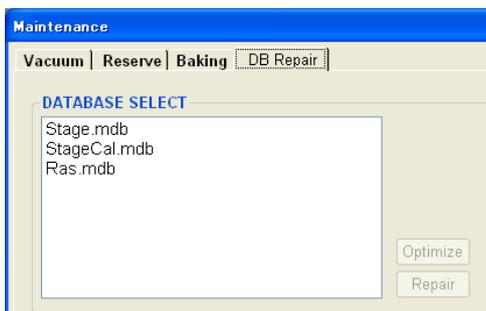 Maintenance
Vacuum Reserve Baking DB Repair
DATABASE SELECT
Stage.mdb
StageCal.mdb
Ras.mdb
Optimize
Repair